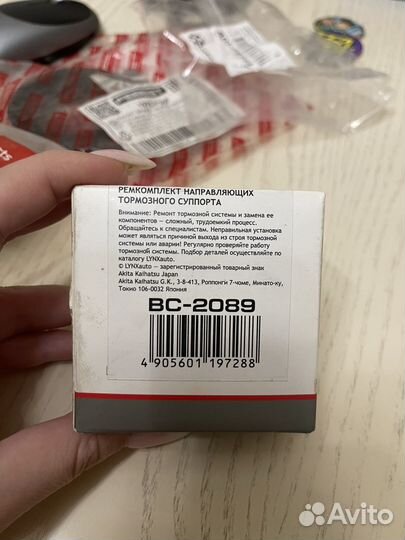 РЕМКОМПЛЕКТ НАПРАВЛЯЮЩИХ
ТОРМОЗНОГО СУППОРТА
Внимание: Ремонт тормозной системы и замена ее
компонентов — сложный, трудоемкий процесс.
Обращайтесь к специалистам. Неправильная установка
может являться причиной выхода из строя тормозной
системы или аварии! Регулярно проверяйте работу
тормозной системы. Подбор деталей осуществляйте по
каталогу LYNXauto.
© LYNXauto — зарегистрированный товарный знак
Akita Kaihatsu Japan
Akita Kaihatsu G.K., 3-8-413, Роппонги 7-чоме, Минато-ку,
Токио 106-0032 Япония
BC-2089
4 905601 197288
Avito